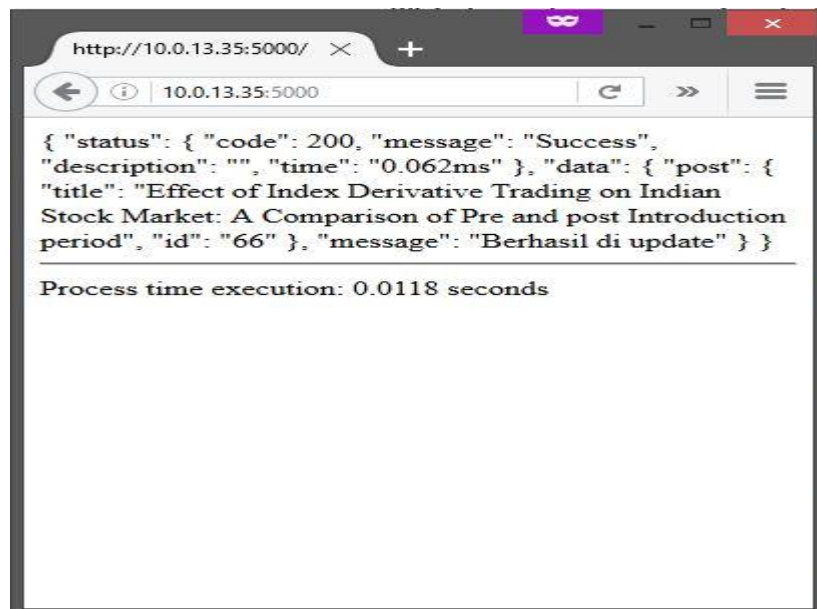 http://10.0.13.35:5000/
10.0.13.35:5000
{ "status": { "code": 200, "message": "Success",
"description": "", "time": "0.062ms" }, "data": { "post": {
"title": "Effect of Index Derivative Trading on Indian
Stock Market: A Comparison of Pre and post Introduction
period", "id": "66" }, "message": "Berhasil di update" } }
Process time execution: 0.0118 seconds